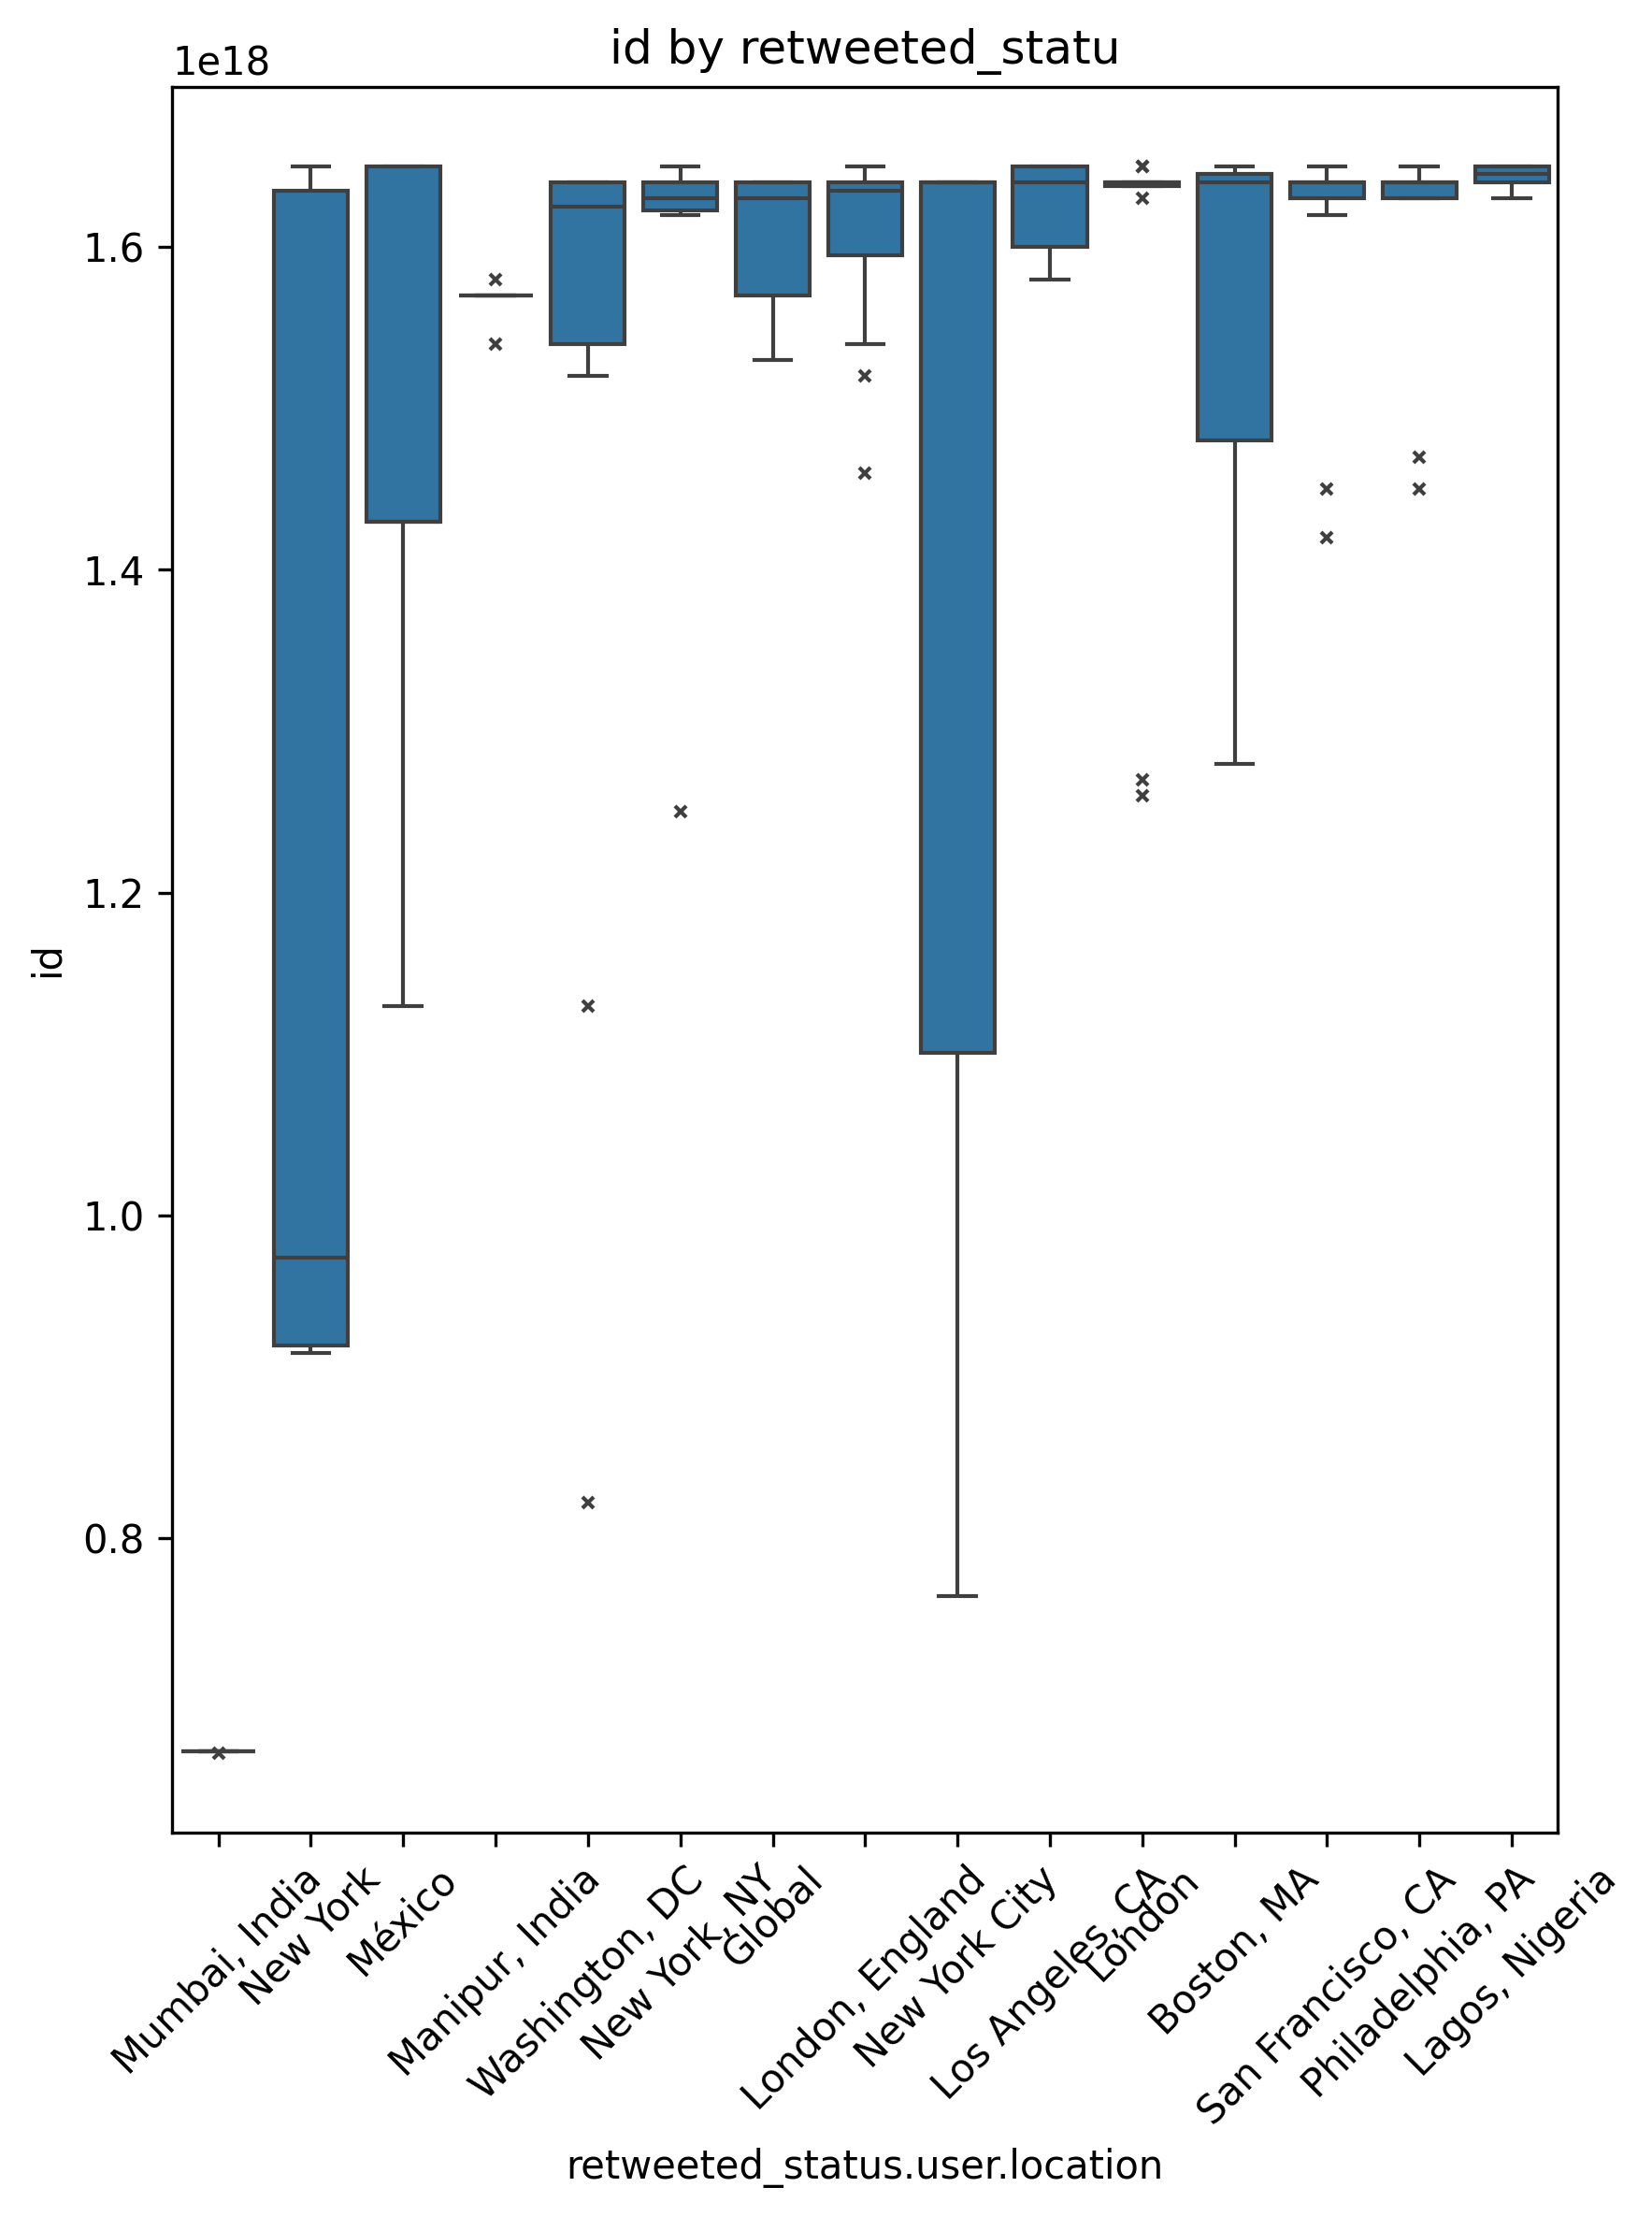 id by retweeted_statu
1e18
1.6
1.4
1.2
1.0
0.8
id
Mumbai, India
New York
México
Manipur, India
Washington, DC
New York, NY
Global
London, England
New York City
Los Angeles, CA
London
Boston, MA
San Francisco, CA
Philadelphia, PA
Lagos, Nigeria
retweeted_status.user.location